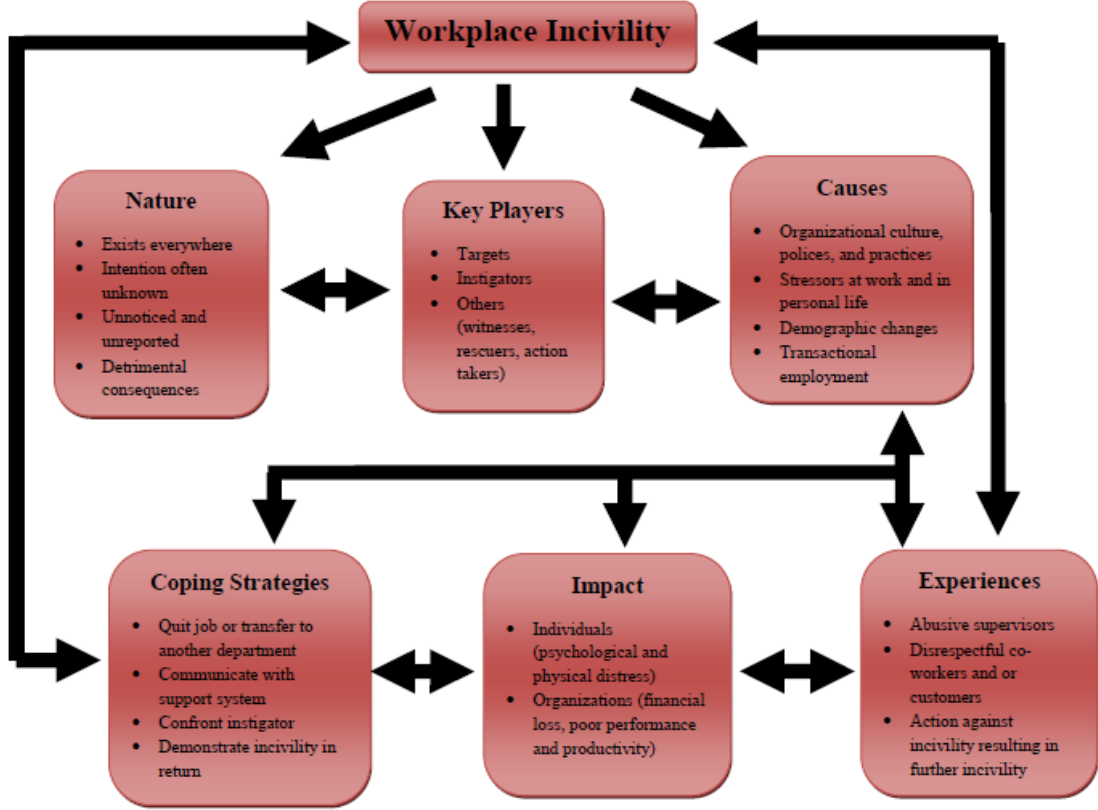 Workplace Incivility
Nature
• Exists everywhere
• Intention often
unknown
• Unnoticed and
unreported
• Detrimental
consequences
Key Players
• Targets
• Instigators
• Others
(witnesses,
rescuers, action
takers)
Causes
• Organizational culture,
polices, and practices
• Stressors at work and in
personal life
• Demographic changes
• Transactional
employment
Coping Strategies
• Quit job or transfer to
another department
• Communicate with
support system
• Confront instigator
• Demonstrate incivility in
return
Impact
• Individuals
(psychological and
physical distress)
• Organizations (financial
loss, poor performance
and productivity)
Experiences
• Abusive supervisors
• Disrespectful co-
workers and or
customers
• Action against
incivility resulting in
further incivility